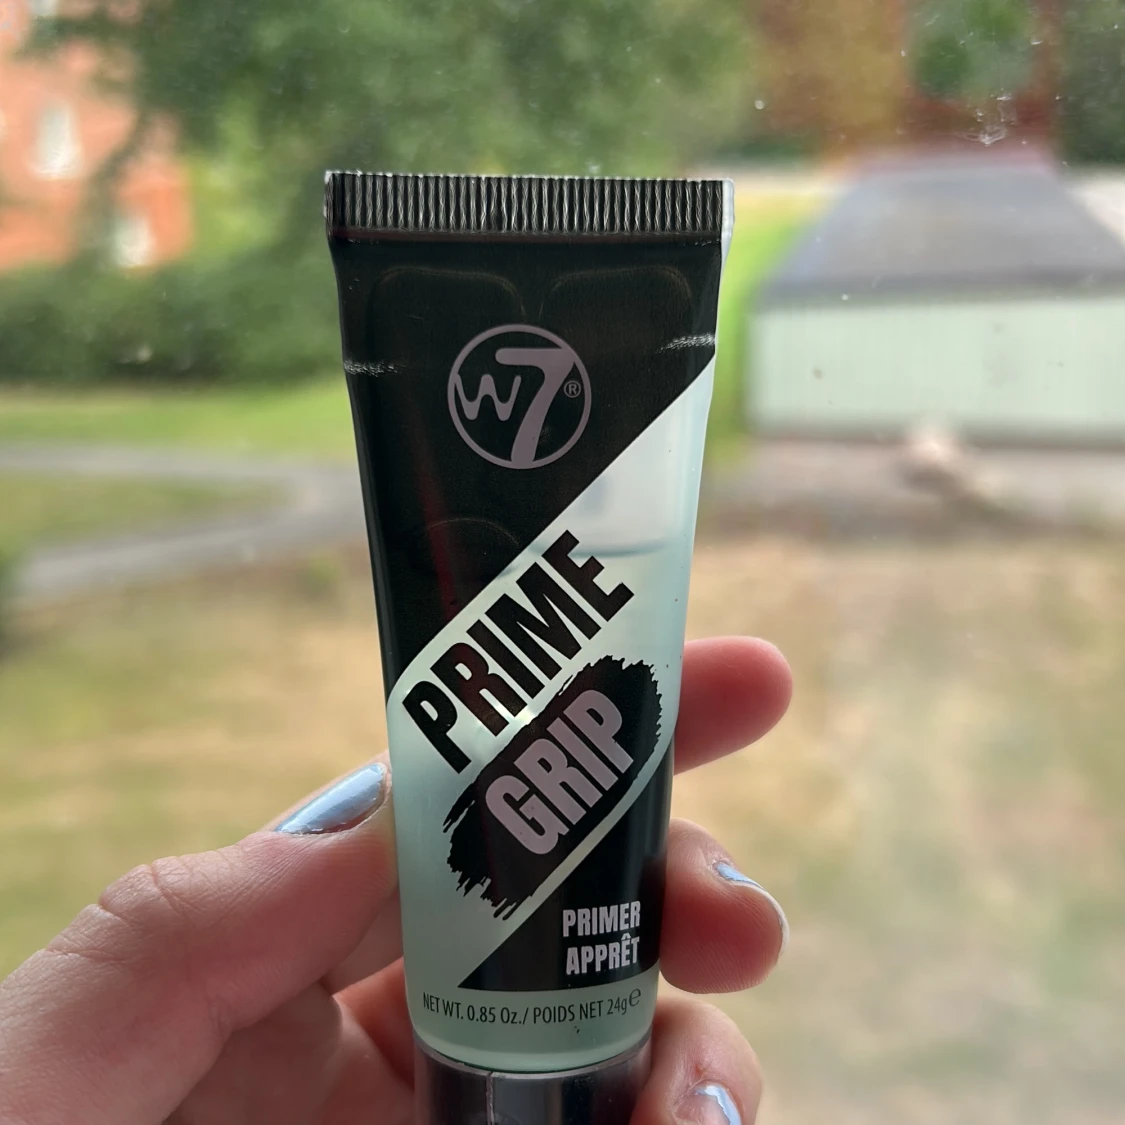 W7®
PRIME
GRIP
PRIMER
APPRÊT
NET WT. 0.85 Oz./ POIDS NET 24g℮